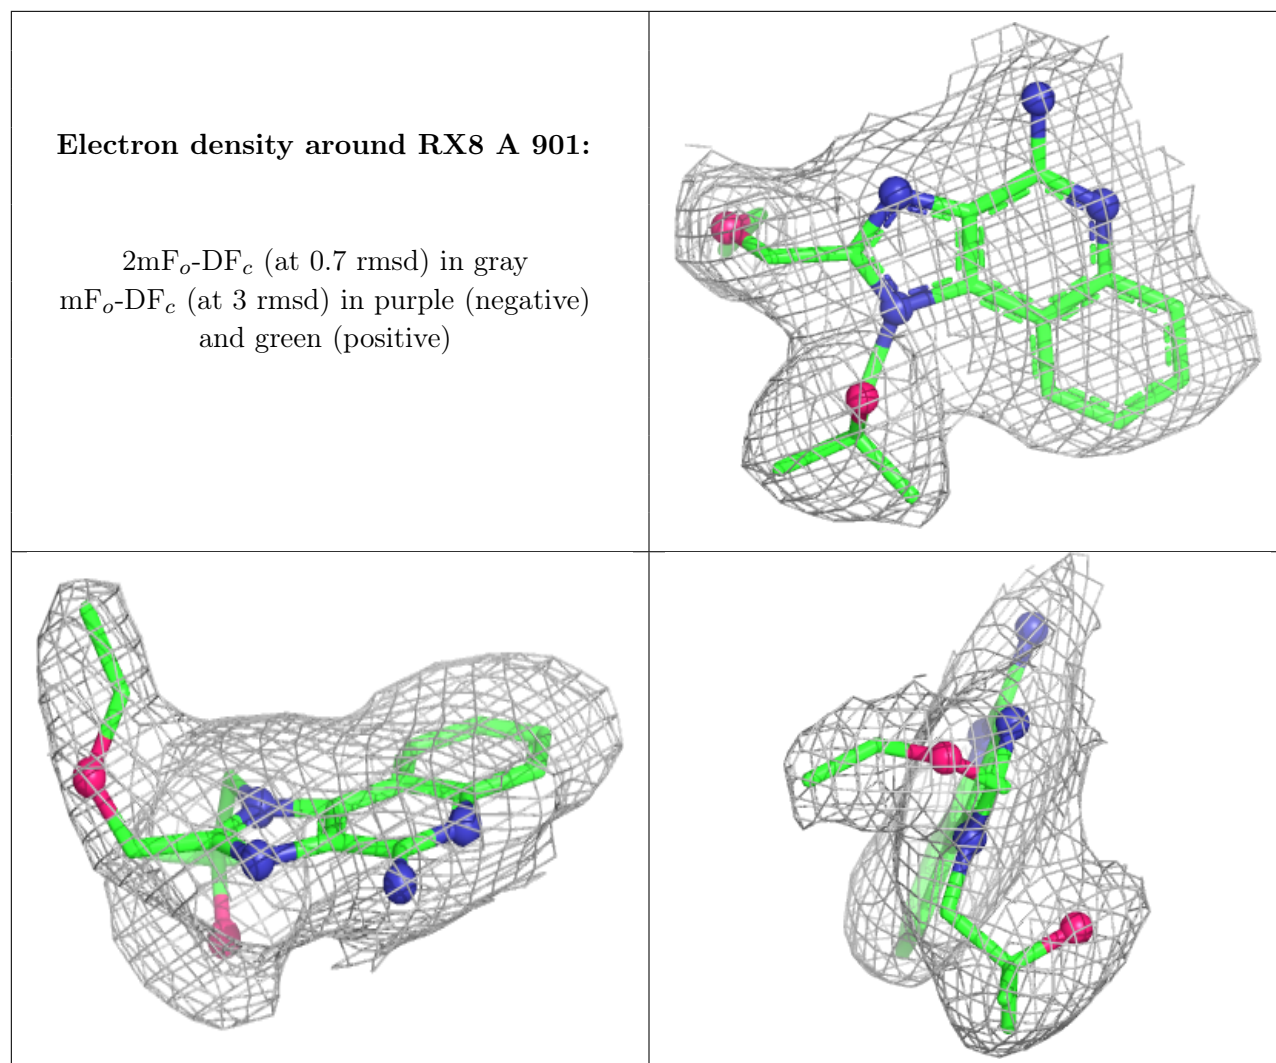 Electron density around RX8 A 901:
2mFo-DFc (at 0.7 rmsd) in gray
mFo-DFc (at 3 rmsd) in purple (negative)
and green (positive)